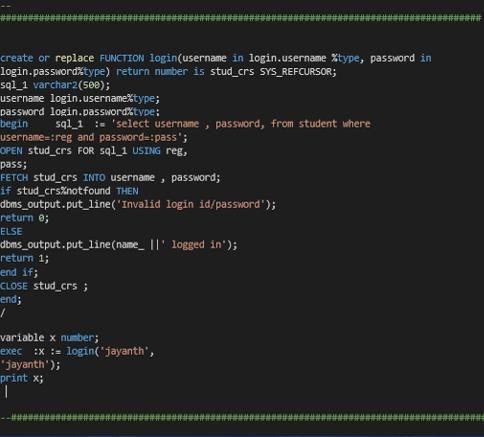 --
##############################################################################
create or replace FUNCTION login(username in login.username %type, password in
login.password%type) return number is stud_crs SYS_REFCURSOR;
sql_1 varchar2(500);
username login.username%type;
password login.password%type;
begin     sql_1  := 'select username , password, from student where
username=:reg and password=:pass';
OPEN stud_crs FOR sql_1 USING reg,
pass;
FETCH stud_crs INTO username , password;
if stud_crs%notfound THEN
dbms_output.put_line('Invalid login id/password');
return 0;
ELSE
dbms_output.put_line(name_ ||' logged in');
return 1;
end if;
CLOSE stud_crs ;
end;
/
variable x number;
exec  :x := login('jayanth',
'jayanth');
print x;
--############################################################################